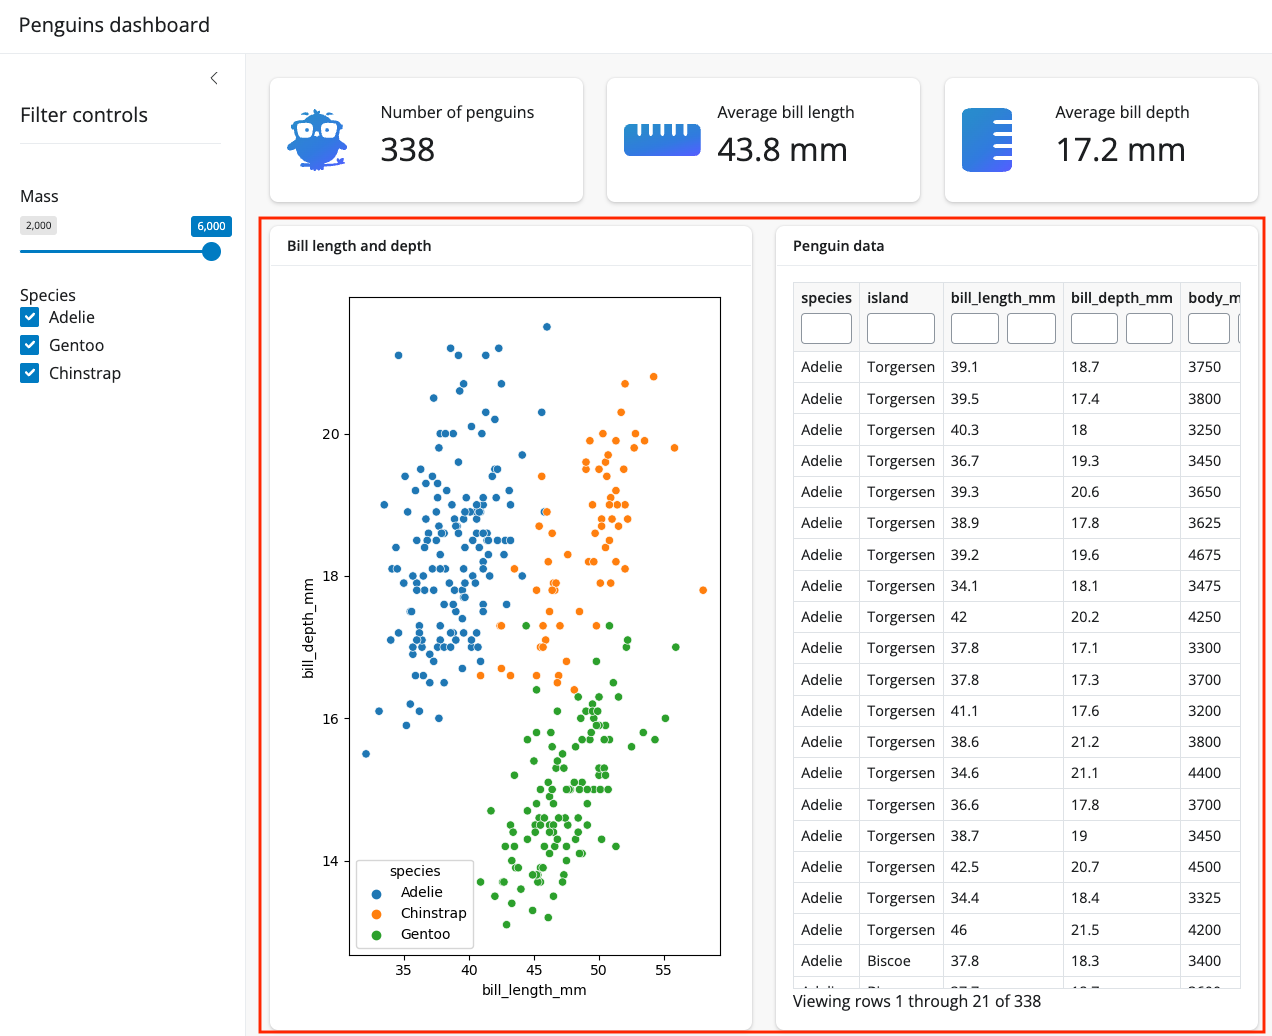 Penguins dashboard
Filter controls
Mass
2,000
6,000
Species
Adelie
Gentoo
Chinstrap
Number of penguins
338
Average bill length
43.8 mm
Average bill depth
17.2 mm
Bill length and depth
20
18
16
14
bill_depth_mm
species
Adelie
Chinstrap
Gentoo
35 40 45 50 55
bill_length_mm
Penguin data
species island bill_length_mm bill_depth_mm body_m
Adelie Torgersen 39.1 18.7 3750
Adelie Torgersen 39.5 17.4 3800
Adelie Torgersen 40.3 18 3250
Adelie Torgersen 36.7 19.3 3450
Adelie Torgersen 39.3 20.6 3650
Adelie Torgersen 38.9 17.8 3625
Adelie Torgersen 39.2 19.6 4675
Adelie Torgersen 34.1 18.1 3475
Adelie Torgersen 42 20.2 4250
Adelie Torgersen 37.8 17.1 3300
Adelie Torgersen 37.8 17.3 3700
Adelie Torgersen 41.1 17.6 3200
Adelie Torgersen 38.6 21.2 3800
Adelie Torgersen 34.6 21.1 4400
Adelie Torgersen 36.6 17.8 3700
Adelie Torgersen 38.7 19 3450
Adelie Torgersen 42.5 20.7 4500
Adelie Torgersen 34.4 18.4 3325
Adelie Torgersen 46 21.5 4200
Adelie Biscoe 37.8 18.3 3400
Viewing rows 1 through 21 of 338